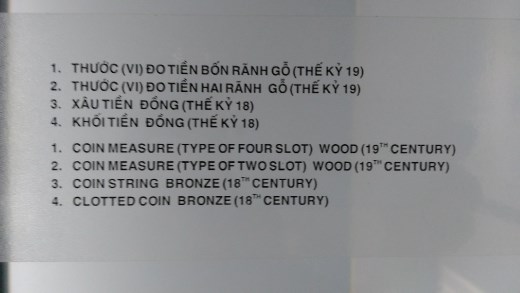 1. THƯỚC (VI) ĐO TIỀN BỐN RÃNH GỖ (THẾ KỶ 19)
2. THƯỚC (VI) ĐO TIỀN HAI RÃNH GỖ (THẾ KỶ 19)
3. XÂU TIỀN ĐỒNG (THẾ KỶ 18)
4. KHỐI TIỀN ĐỒNG (THẾ KỶ 18)
1. COIN MEASURE (TYPE OF FOUR SLOT) WOOD (19TH CENTURY)
2. COIN MEASURE (TYPE OF TWO SLOT) WOOD (19TH CENTURY)
3. COIN STRING BRONZE (18TH CENTURY)
4. CLOTTED COIN BRONZE (18TH CENTURY)